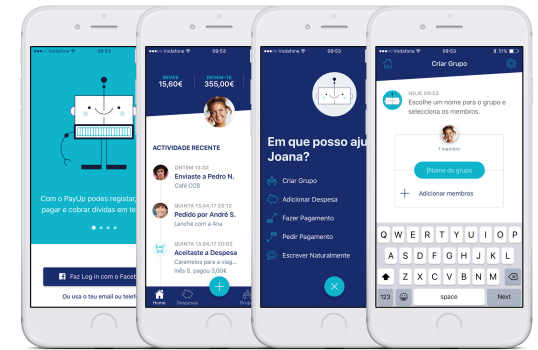 Vodafone 09:53
Com o PayUp podes registar,
pagar e cobrar dívidas em te
Faz Log in com o Faceb
Ou usa o teu email ou telef
Vodafone 09:53
DEVES
15,60€
DEVEM-TE
355,00€
ACTIVIDADE RECENTE
ONTEM 13:32
Enviaste a Pedro N.
Café CCB
QUINTA 13.04.17 23:12
Pedido por André S.
Lanche com a Ana
QUINTA 13.04.17 20:02
Aceitaste a Despesa
Caramelos para a viag...
Inês S. pagou 3,00€
Home
Despesas
Grup
Vodafone 09:53
Em que posso aju
Joana?
Criar Grupo
Adicionar Despesa
Fazer Pagamento
Pedir Pagamento
Escrever Naturalmente
Vodafone 09:53 51%
Criar Grupo
HOJE 09:53
Escolhe um nome para o grupo e
selecciona os membros.
1 membro
Nome do grupo
Adicionar membros
Q W E R T Y U I O P
A S D F G H J K L
Z X C V B N M
123 space Next